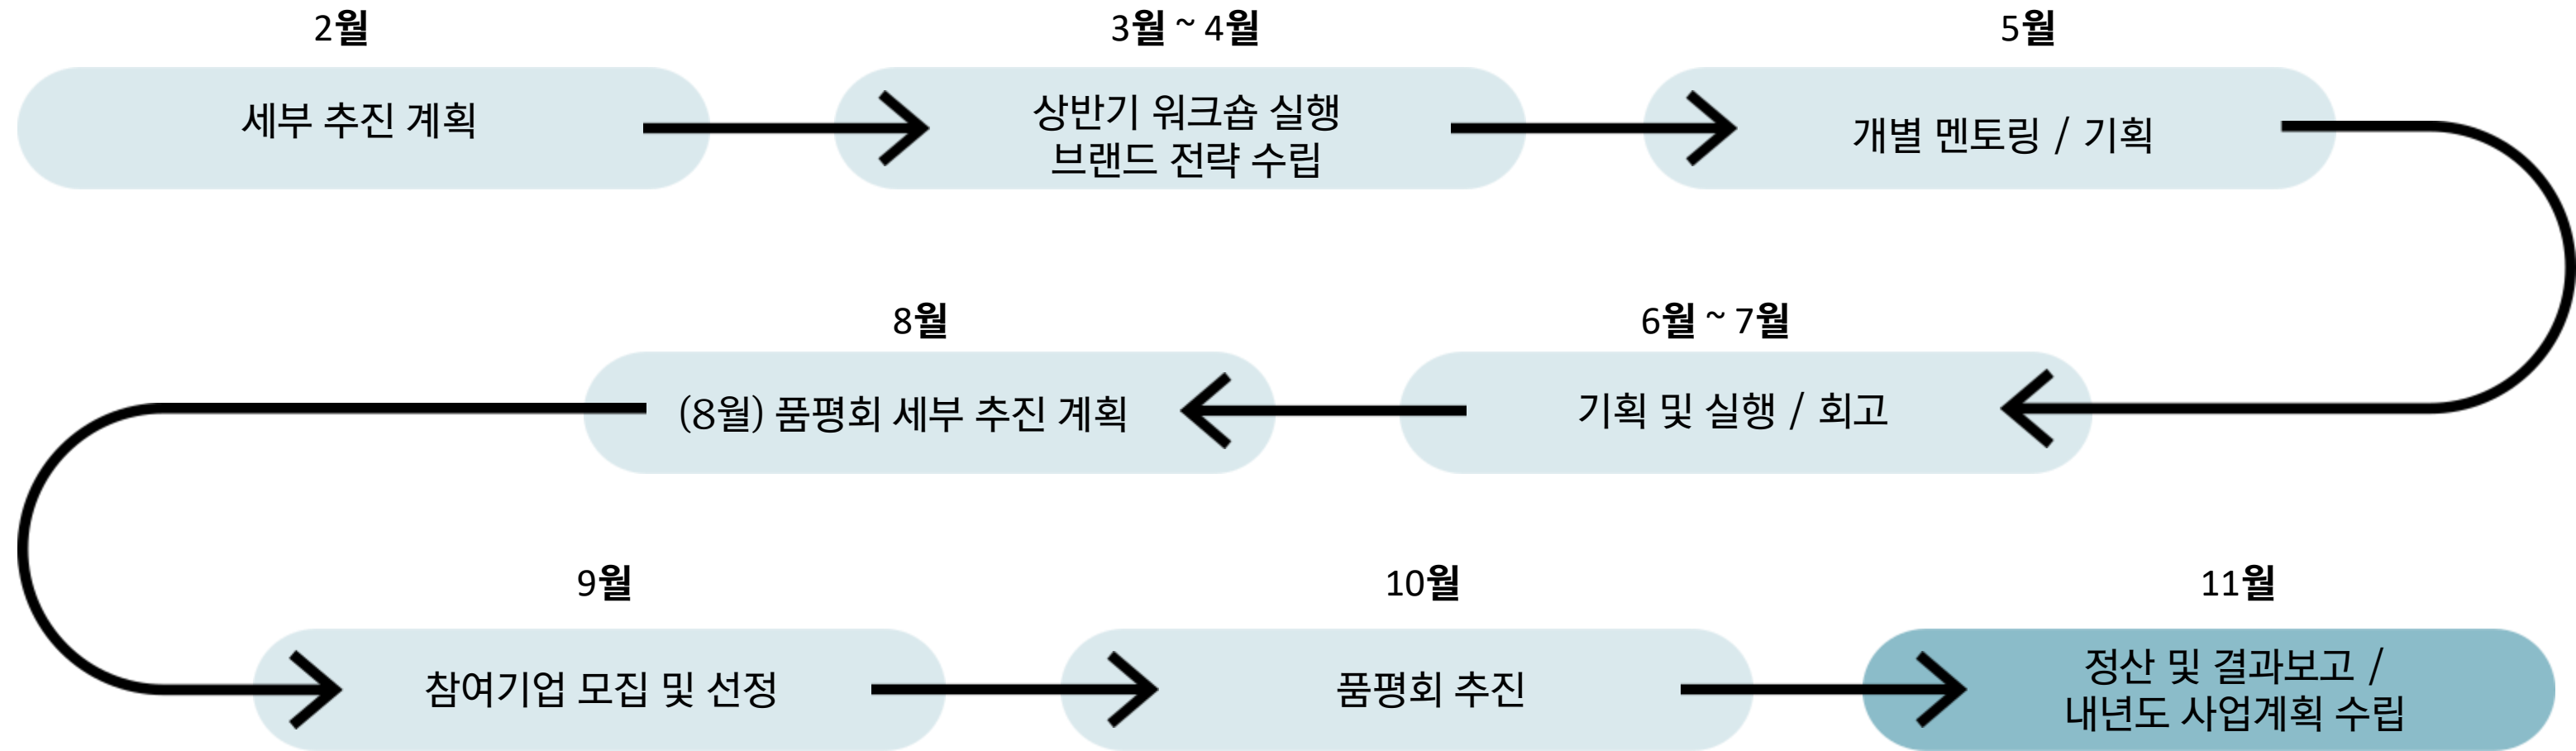 2월
세부 추진 계획
3월 ~ 4월
상반기 워크숍 실행
브랜드 전략 수립
5월
개별 멘토링 / 기획
6월 ~ 7월
기획 및 실행 / 회고
8월
(8월) 품평회 세부 추진 계획
9월
참여기업 모집 및 선정
10월
품평회 추진
11월
정산 및 결과보고 /
내년도 사업계획 수립